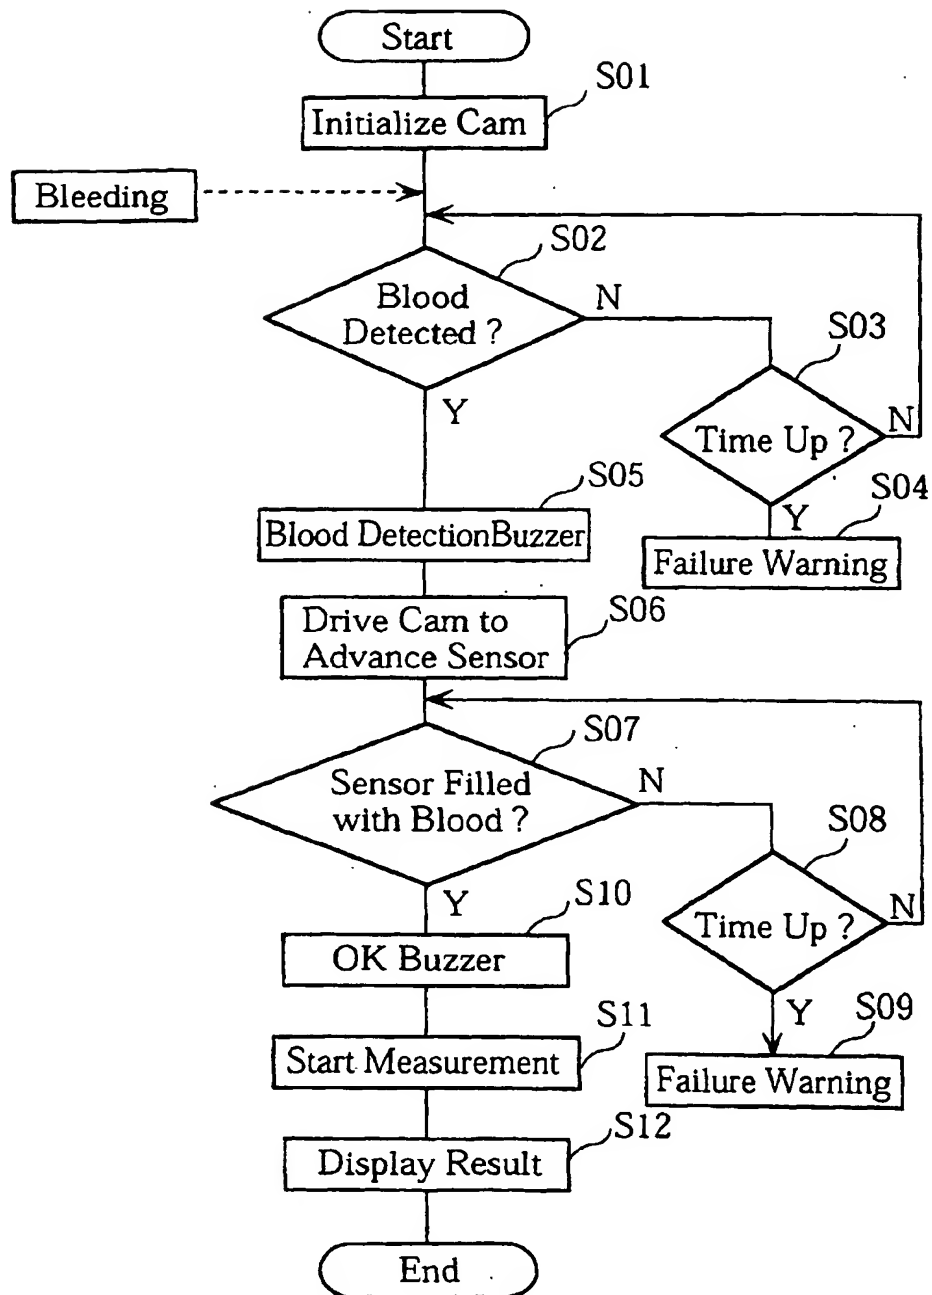 Start
S01
Initialize Cam
Bleeding
S02
Blood
Detected ?
N
S03
Y
Time Up ?
N
S05
S04
Y
Blood DetectionBuzzer
Failure Warning
S06
Drive Cam to
Advance Sensor
S07
Sensor Filled
with Blood ?
N
S08
Y
Time Up ?
N
S10
OK Buzzer
Y
S11
S09
Start Measurement
Failure Warning
S12
Display Result
End